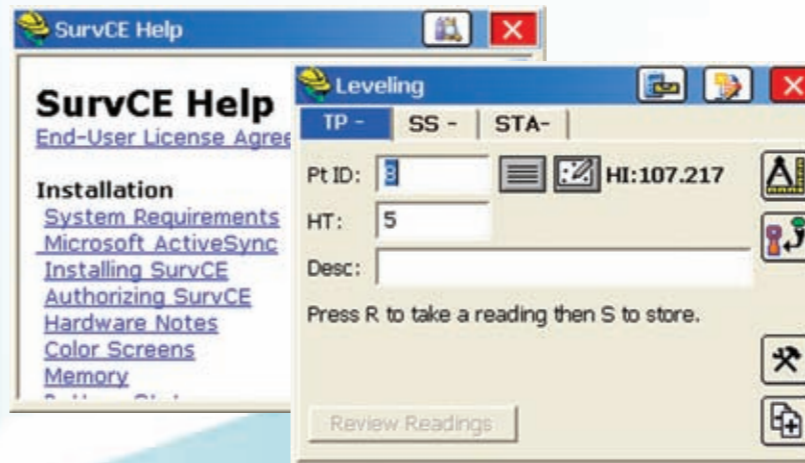 SurvCE Help
SurvCE Help
End-User License Agree
Installation
System Requirements
Microsoft ActiveSync
Installing SurvCE
Authorizing SurvCE
Hardware Notes
Color Screens
Memory
Leveling
TP - SS - STA-
Pt ID: 3 HI:107.217
HT: 5
Desc:
Press R to take a reading then S to store.
Review Readings